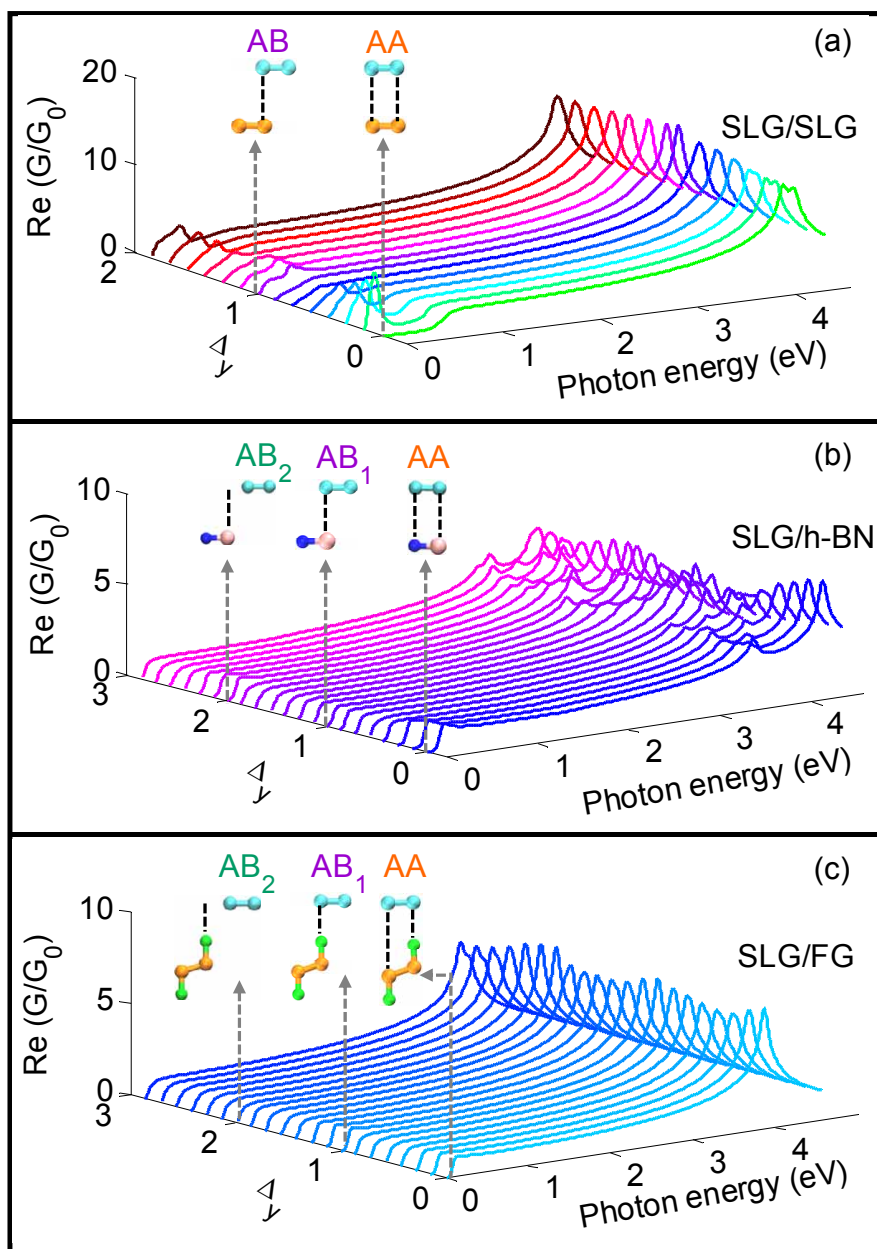 (a)
AB AA
SLG/SLG
Re (G/G₀)
20
10
0
2
1
0
Δy
0 1 2 3 4
Photon energy (eV)
(b)
AB₂ AB₁ AA
SLG/h-BN
Re (G/G₀)
10
5
0
3
2
1
0
Δy
0 1 2 3 4
Photon energy (eV)
(c)
AB₂ AB₁ AA
SLG/FG
Re (G/G₀)
10
5
0
3
2
1
0
Δy
0 1 2 3 4
Photon energy (eV)